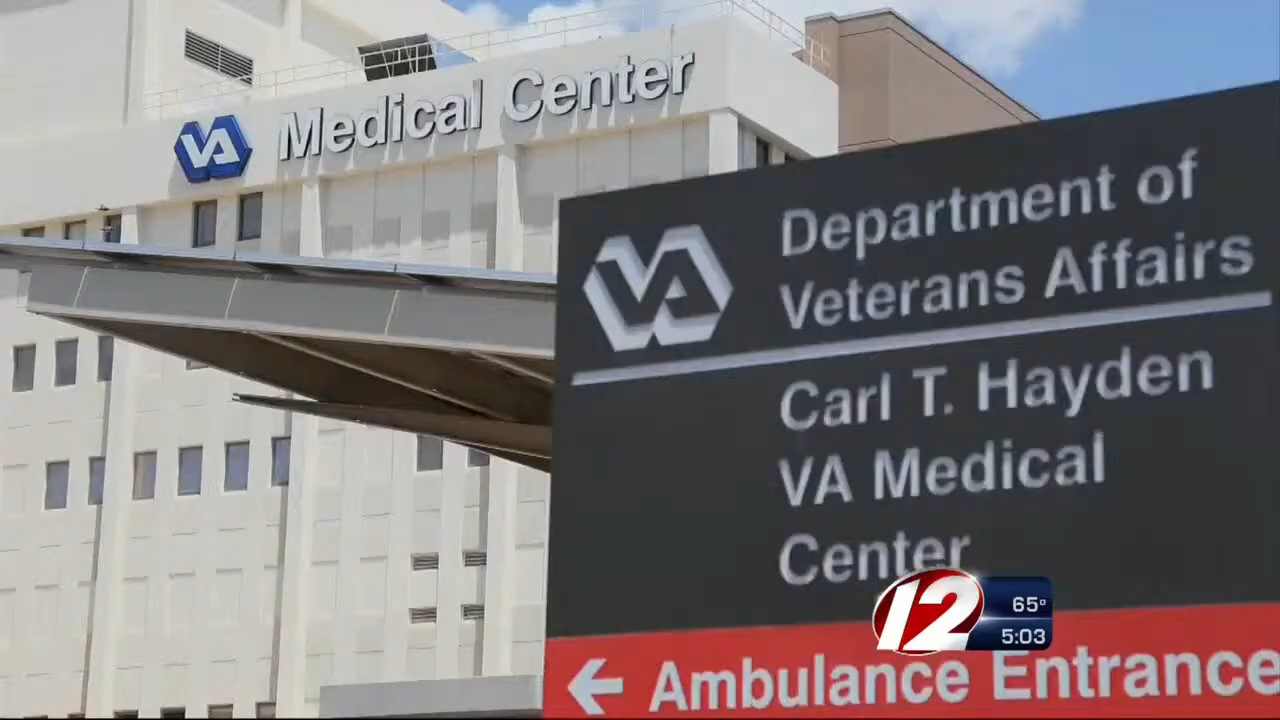 VA Medical Center
VA
Department of
Veterans Affairs
Carl T. Hayden
VA Medical
Center
Ambulance Entrance
12
65°
5:03